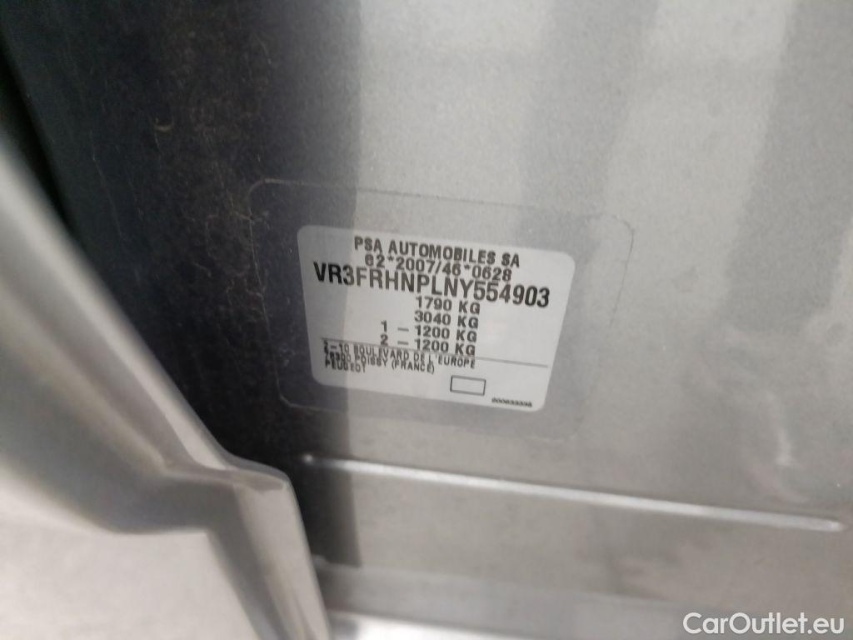 PSA AUTOMOBILES SA
62*2007/46*0628
VR3FRHNPLNY554903
1790 KG
3040 KG
1 - 1200 KG
2 - 1200 KG
2-10 BOULEVARD DE L'EUROPE
POISSY (FRANCE)
PEUGEOT
CarOutlet.eu